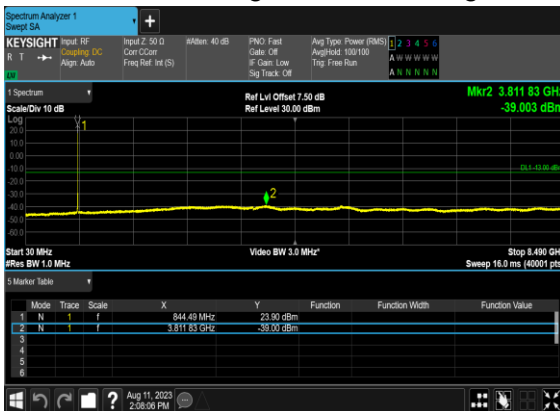 Spectrum Analyzer 1
Swept SA
+
KEYSIGHT Input: RF Input Z: 50 Ω #Atten: 40 dB PNO: Fast Avg Type: Power (RMS) 1 2 3 4 5 6
R T Coupling: DC Corr CCorr Gate: Off Avg|Hold: 100/100 A W W W W W
Align: Auto Freq Ref: Int (S) IF Gain: Low Trig: Free Run
LV Sig Track: Off A N N N N N
1 Spectrum Ref Lvl Offset 7.50 dB Mkr2 3.811 83 GH
Scale/Div 10 dB Ref Level 30.00 dBm -39.003 dBm
Log
20.0 1
10.0
0.00
-10.0 DL1 -13.00 dB
-20.0
-30.0 2
-40.0
-50.0
-60.0
Start 30 MHz Video BW 3.0 MHz* Stop 8.490 GH
#Res BW 1.0 MHz Sweep 16.0 ms (40001 pts
5 Marker Table
Mode Trace Scale X Y Function Function Width Function Value
1 N 1 f 844.49 MHz 23.90 dBm
2 N 1 f 3.811 83 GHz -39.00 dBm
3
4
5
6
? Aug 11, 2023
2:08:06 PM